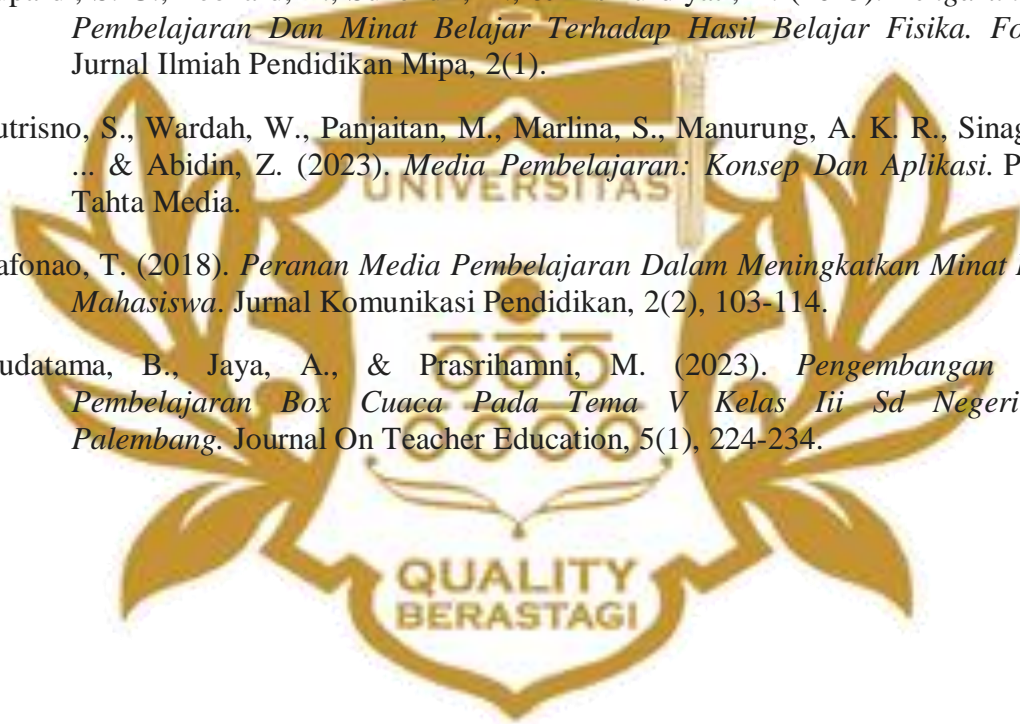 Pembelajaran Dan Minat Belajar Terhadap Hasil Belajar Fisika. Fo
Jurnal Ilmiah Pendidikan Mipa, 2(1).
utrisno, S., Wardah, W., Panjaitan, M., Marlina, S., Manurung, A. K. R., Sinag
... & Abidin, Z. (2023). Media Pembelajaran: Konsep Dan Aplikasi. P
Tahta Media.
afonao, T. (2018). Peranan Media Pembelajaran Dalam Meningkatkan Minat
Mahasiswa. Jurnal Komunikasi Pendidikan, 2(2), 103-114.
udatama, B., Jaya, A., & Prasrihamni, M. (2023). Pengembangan
Pembelajaran Box Cuaca Pada Tema V Kelas Iii Sd Negeri
Palembang. Journal On Teacher Education, 5(1), 224-234.
UNIVERSITAS
QUALITY
BERASTAGI